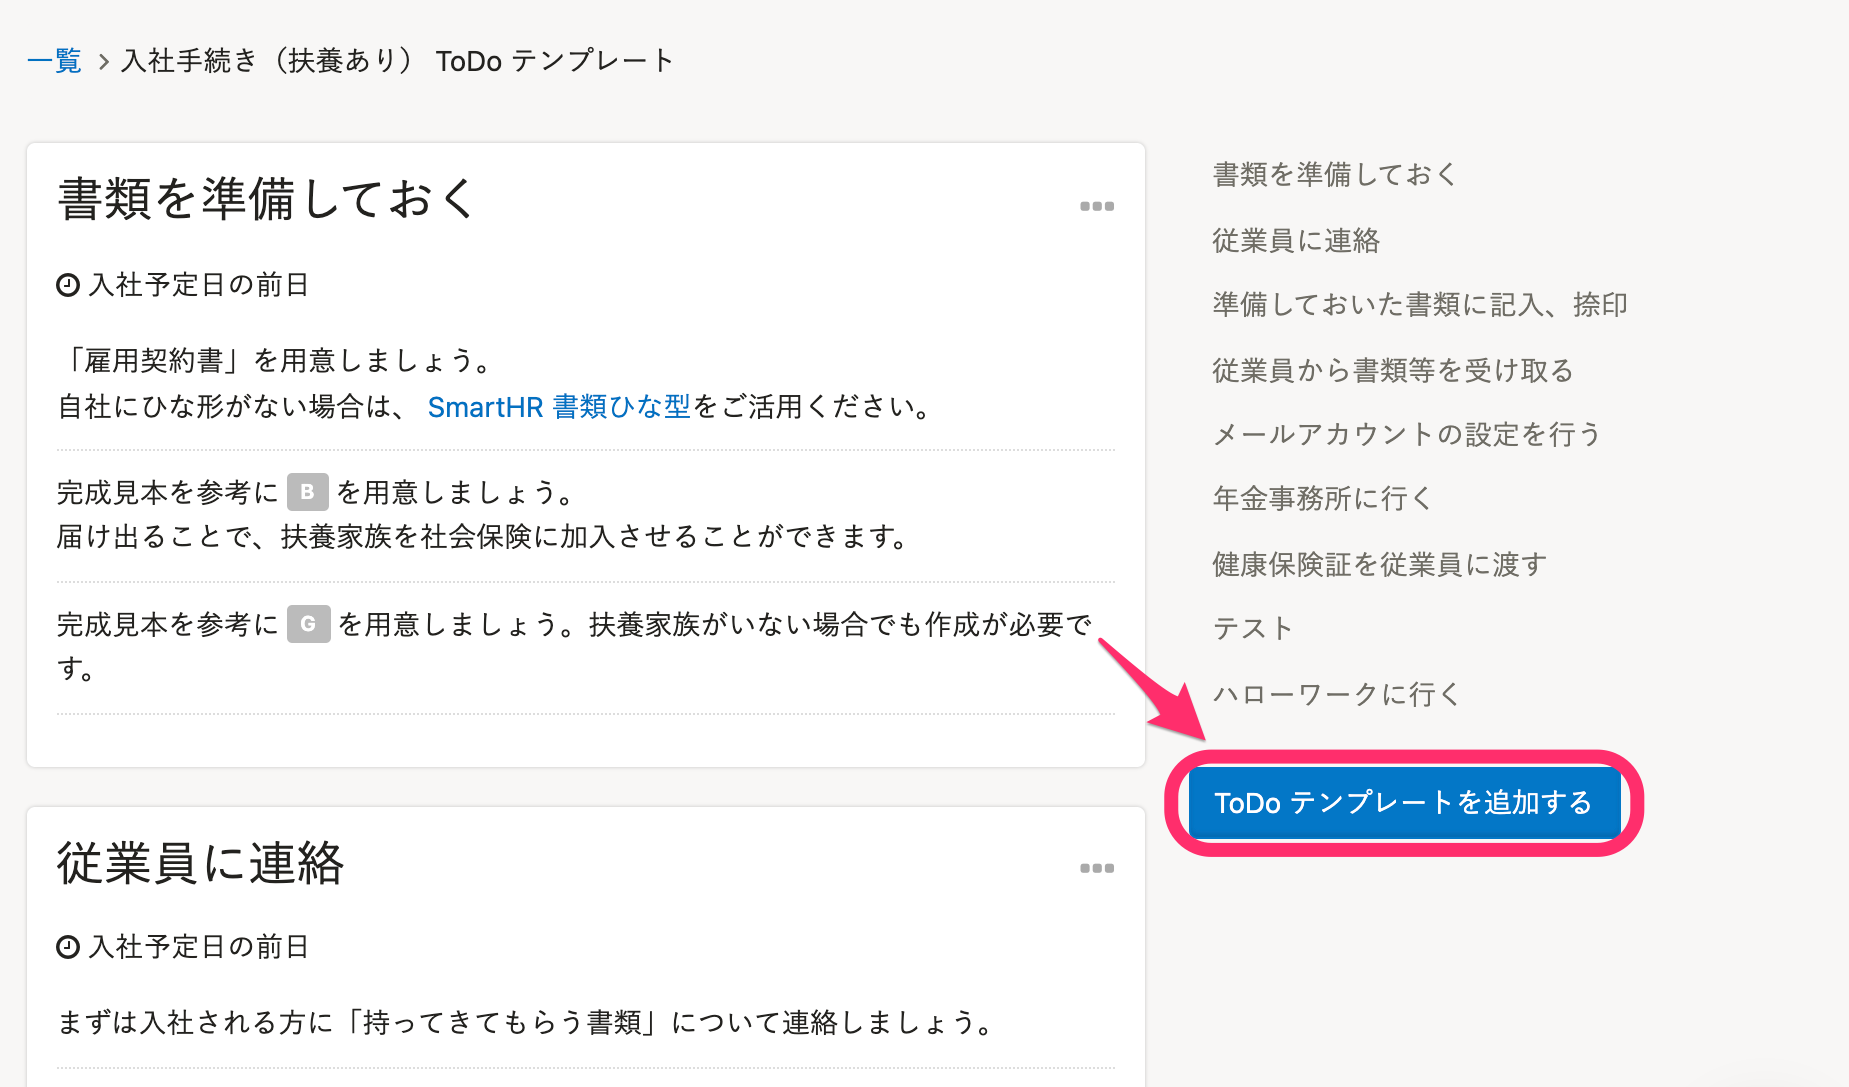 一覧 > 入社手続き（扶養あり） ToDo テンプレート
書類を準備しておく
入社予定日の前日
「雇用契約書」を用意しましょう。
自社にひな形がない場合は、 SmartHR 書類ひな型をご活用ください。
完成見本を参考に B を用意しましょう。
届け出ることで、扶養家族を社会保険に加入させることができます。
完成見本を参考に G を用意しましょう。扶養家族がいない場合でも作成が必要で
す。
従業員に連絡
入社予定日の前日
まずは入社される方に「持ってきてもらう書類」について連絡しましょう。
書類を準備しておく
従業員に連絡
準備しておいた書類に記入、捺印
従業員から書類等を受け取る
メールアカウントの設定を行う
年金事務所に行く
健康保険証を従業員に渡す
テスト
ハローワークに行く
ToDo テンプレートを追加する